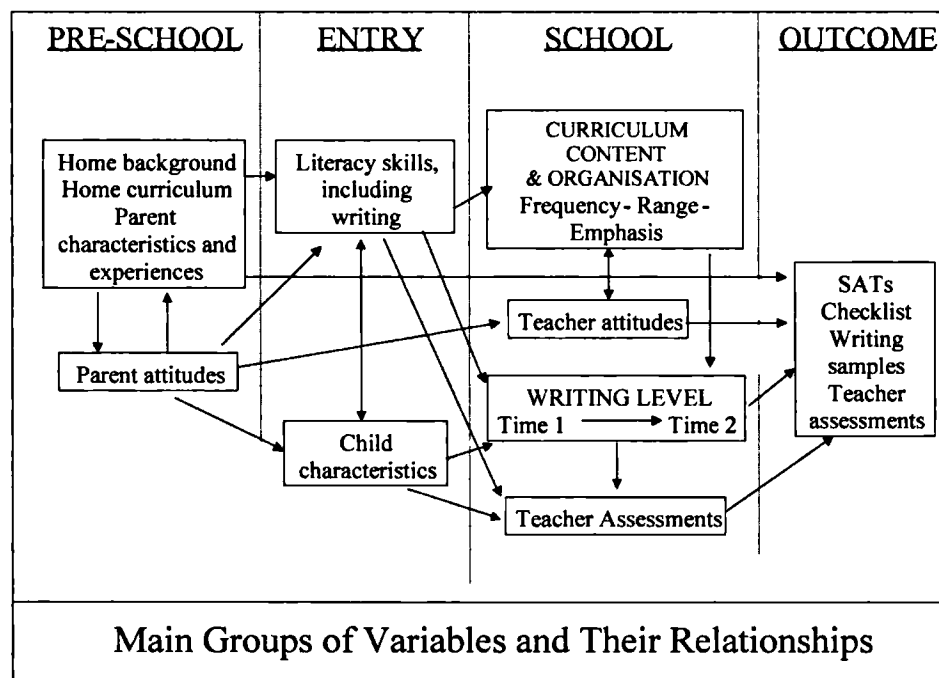 PRE-SCHOOL
ENTRY
SCHOOL
OUTCOME
Home background
Home curriculum
Parent
characteristics and
experiences
Parent attitudes
Literacy skills,
including
writing
Child
characteristics
CURRICULUM
CONTENT
& ORGANISATION
Frequency - Range -
Emphasis
Teacher attitudes
WRITING LEVEL
Time 1 Time 2
Teacher Assessments
SATs
Checklist
Writing
samples
Teacher
assessments
Main Groups of Variables and Their Relationships